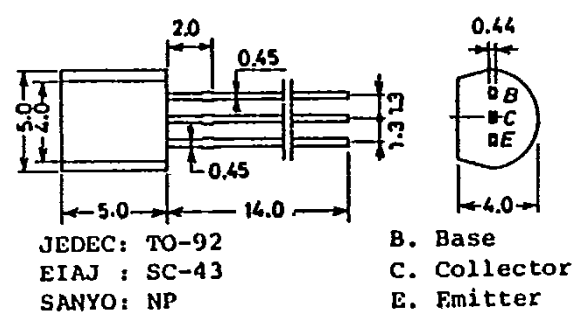 2.0
0.44
0.45
5.0
4.0
B
C
E
1.3
1.3
0.45
5.0
14.0
4.0
JEDEC: TO-92
EIAJ : SC-43
SANYO: NP
B. Base
C. Collector
E. Emitter